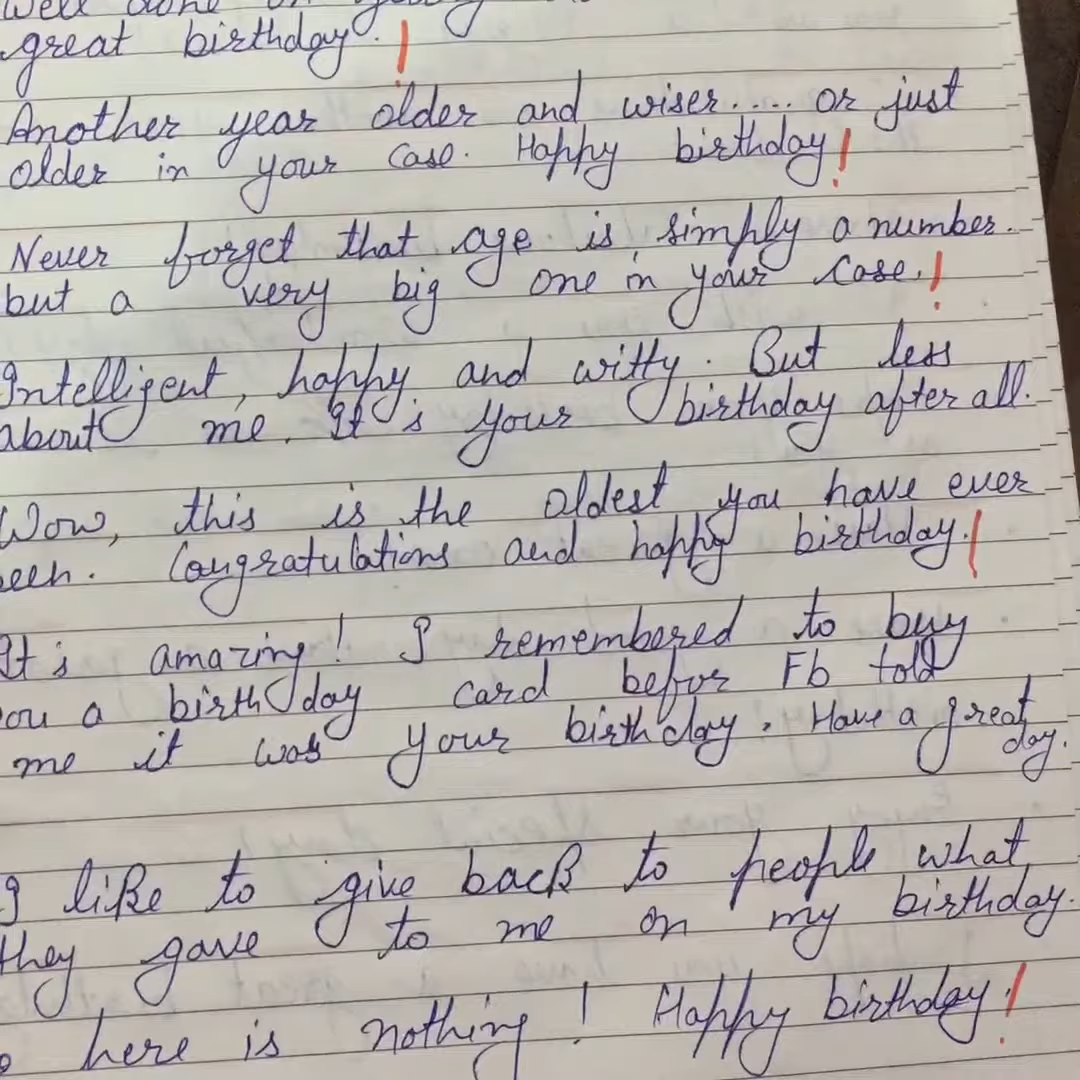 great birthday.!
Another year older and wiser.... or just
older in your case. Happy birthday!
Never forget that age is simply a number..
but a very big one in your case.!
Intelligent, happy and witty. But less
about me. It's your birthday after all.
Wow, this is the oldest you have ever
een. Congratulations and happy birthday.!
It's amazing! I remembered to buy
ou a birthday card befor Fb told
me it was your birthday. Have a great
day.
I like to give back to people what
they gave to me on my birthday.
o here is nothing! Happy birthday!